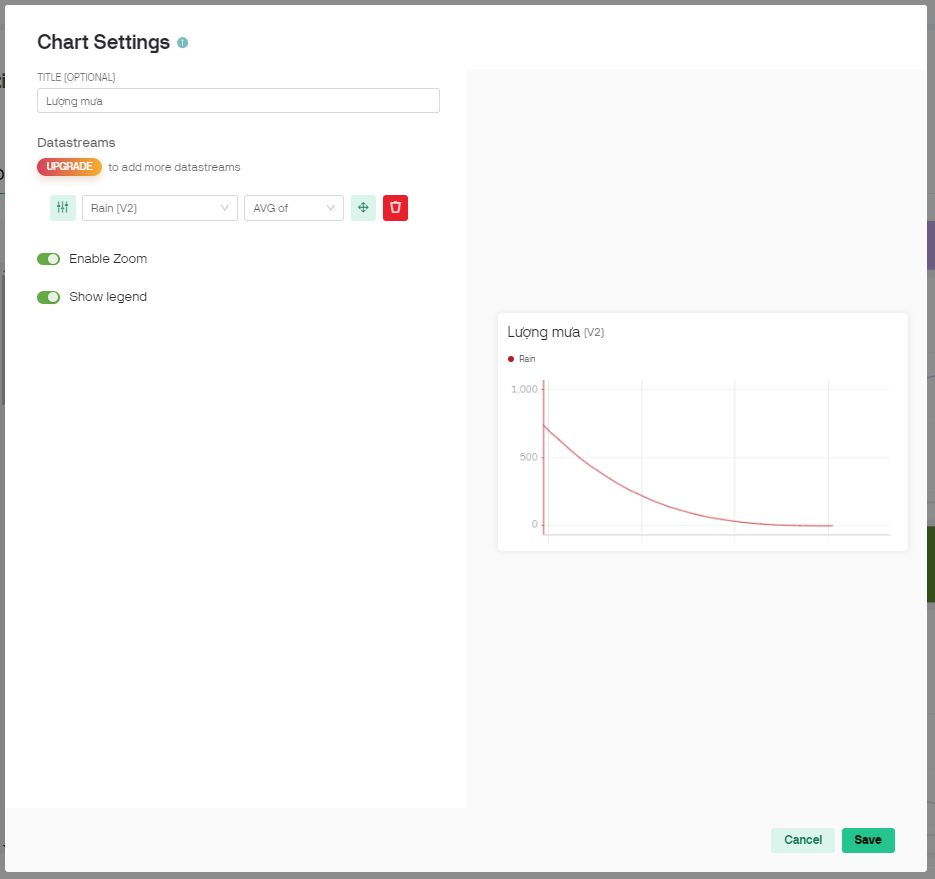 Chart Settings
TITLE (OPTIONAL)
Lượng mưa
Datastreams
UPGRADE to add more datastreams
Rain (V2) AVG of
Enable Zoom
Show legend
Lượng mưa (V2)
Rain
1,000
500
0
Cancel Save